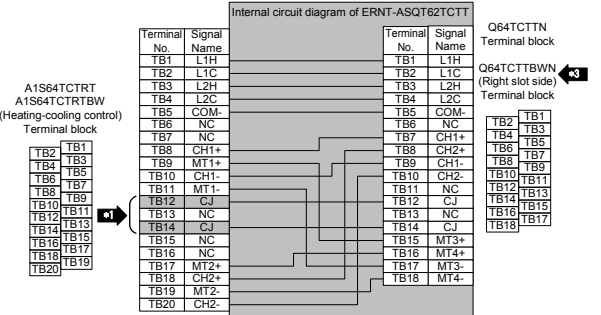 Internal circuit diagram of ERNT-ASQT62TCTT
A1S64TCTRT
A1S64TCTRTBW
(Heating-cooling control)
Terminal block
TB1
TB2
TB3
TB4
TB5
TB6
TB7
TB8
TB9
TB10
TB11
TB12
TB13
TB14
TB15
TB16
TB17
TB18
TB19
TB20
*1
Terminal No. Signal Name
TB1 L1H
TB2 L1C
TB3 L2H
TB4 L2C
TB5 COM-
TB6 NC
TB7 NC
TB8 CH1+
TB9 MT1+
TB10 CH1-
TB11 MT1-
TB12 CJ
TB13 NC
TB14 CJ
TB15 NC
TB16 NC
TB17 MT2+
TB18 CH2+
TB19 MT2-
TB20 CH2-
Terminal No. Signal Name
TB1 L1H
TB2 L1C
TB3 L2H
TB4 L2C
TB5 COM-
TB6 NC
TB7 CH1+
TB8 CH2+
TB9 CH1-
TB10 CH2-
TB11 NC
TB12 CJ
TB13 NC
TB14 CJ
TB15 MT3+
TB16 MT4+
TB17 MT3-
TB18 MT4-
Q64TCTTN
Terminal block
Q64TCTTBWN
(Right slot side)
Terminal block
*3
TB1
TB2
TB3
TB4
TB5
TB6
TB7
TB8
TB9
TB10
TB11
TB12
TB13
TB14
TB15
TB16
TB17
TB18